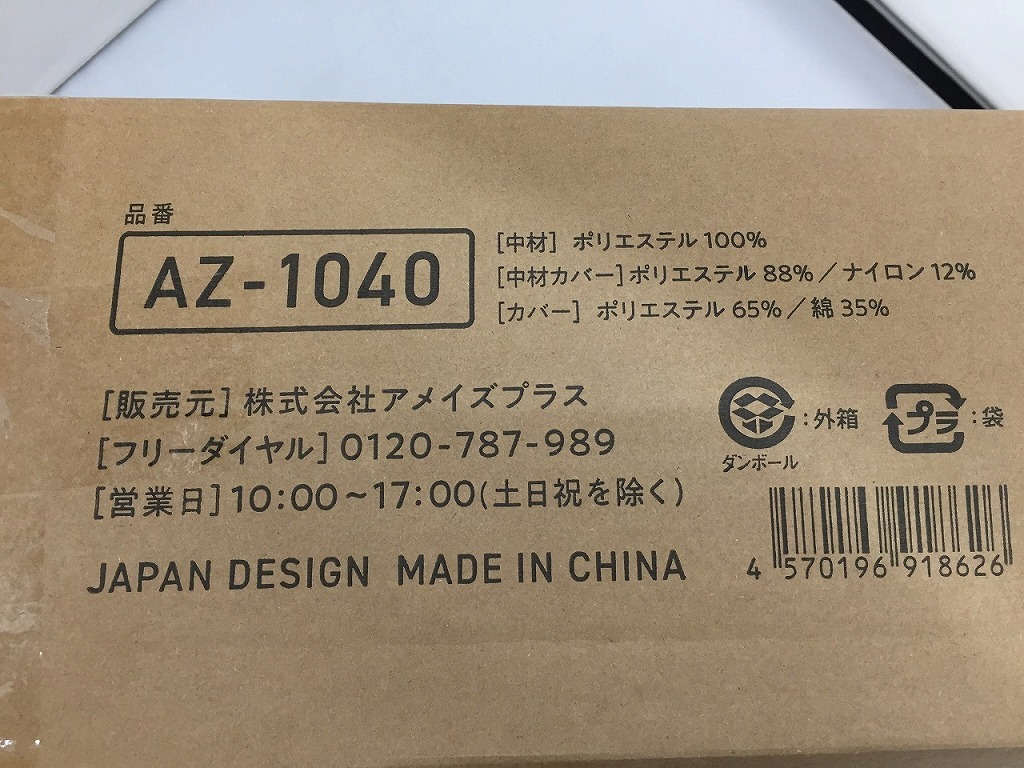 品番
AZ-1040
[中材] ポリエステル 100%
[中材カバー] ポリエステル 88% / ナイロン 12%
[カバー] ポリエステル 65% / 綿 35%
[販売元] 株式会社アメイズプラス
[フリーダイヤル] 0120-787-989
[営業日] 10:00~17:00(土日祝を除く)
JAPAN DESIGN MADE IN CHINA
:外箱
ダンボール
プラ :袋
4 570196 918626